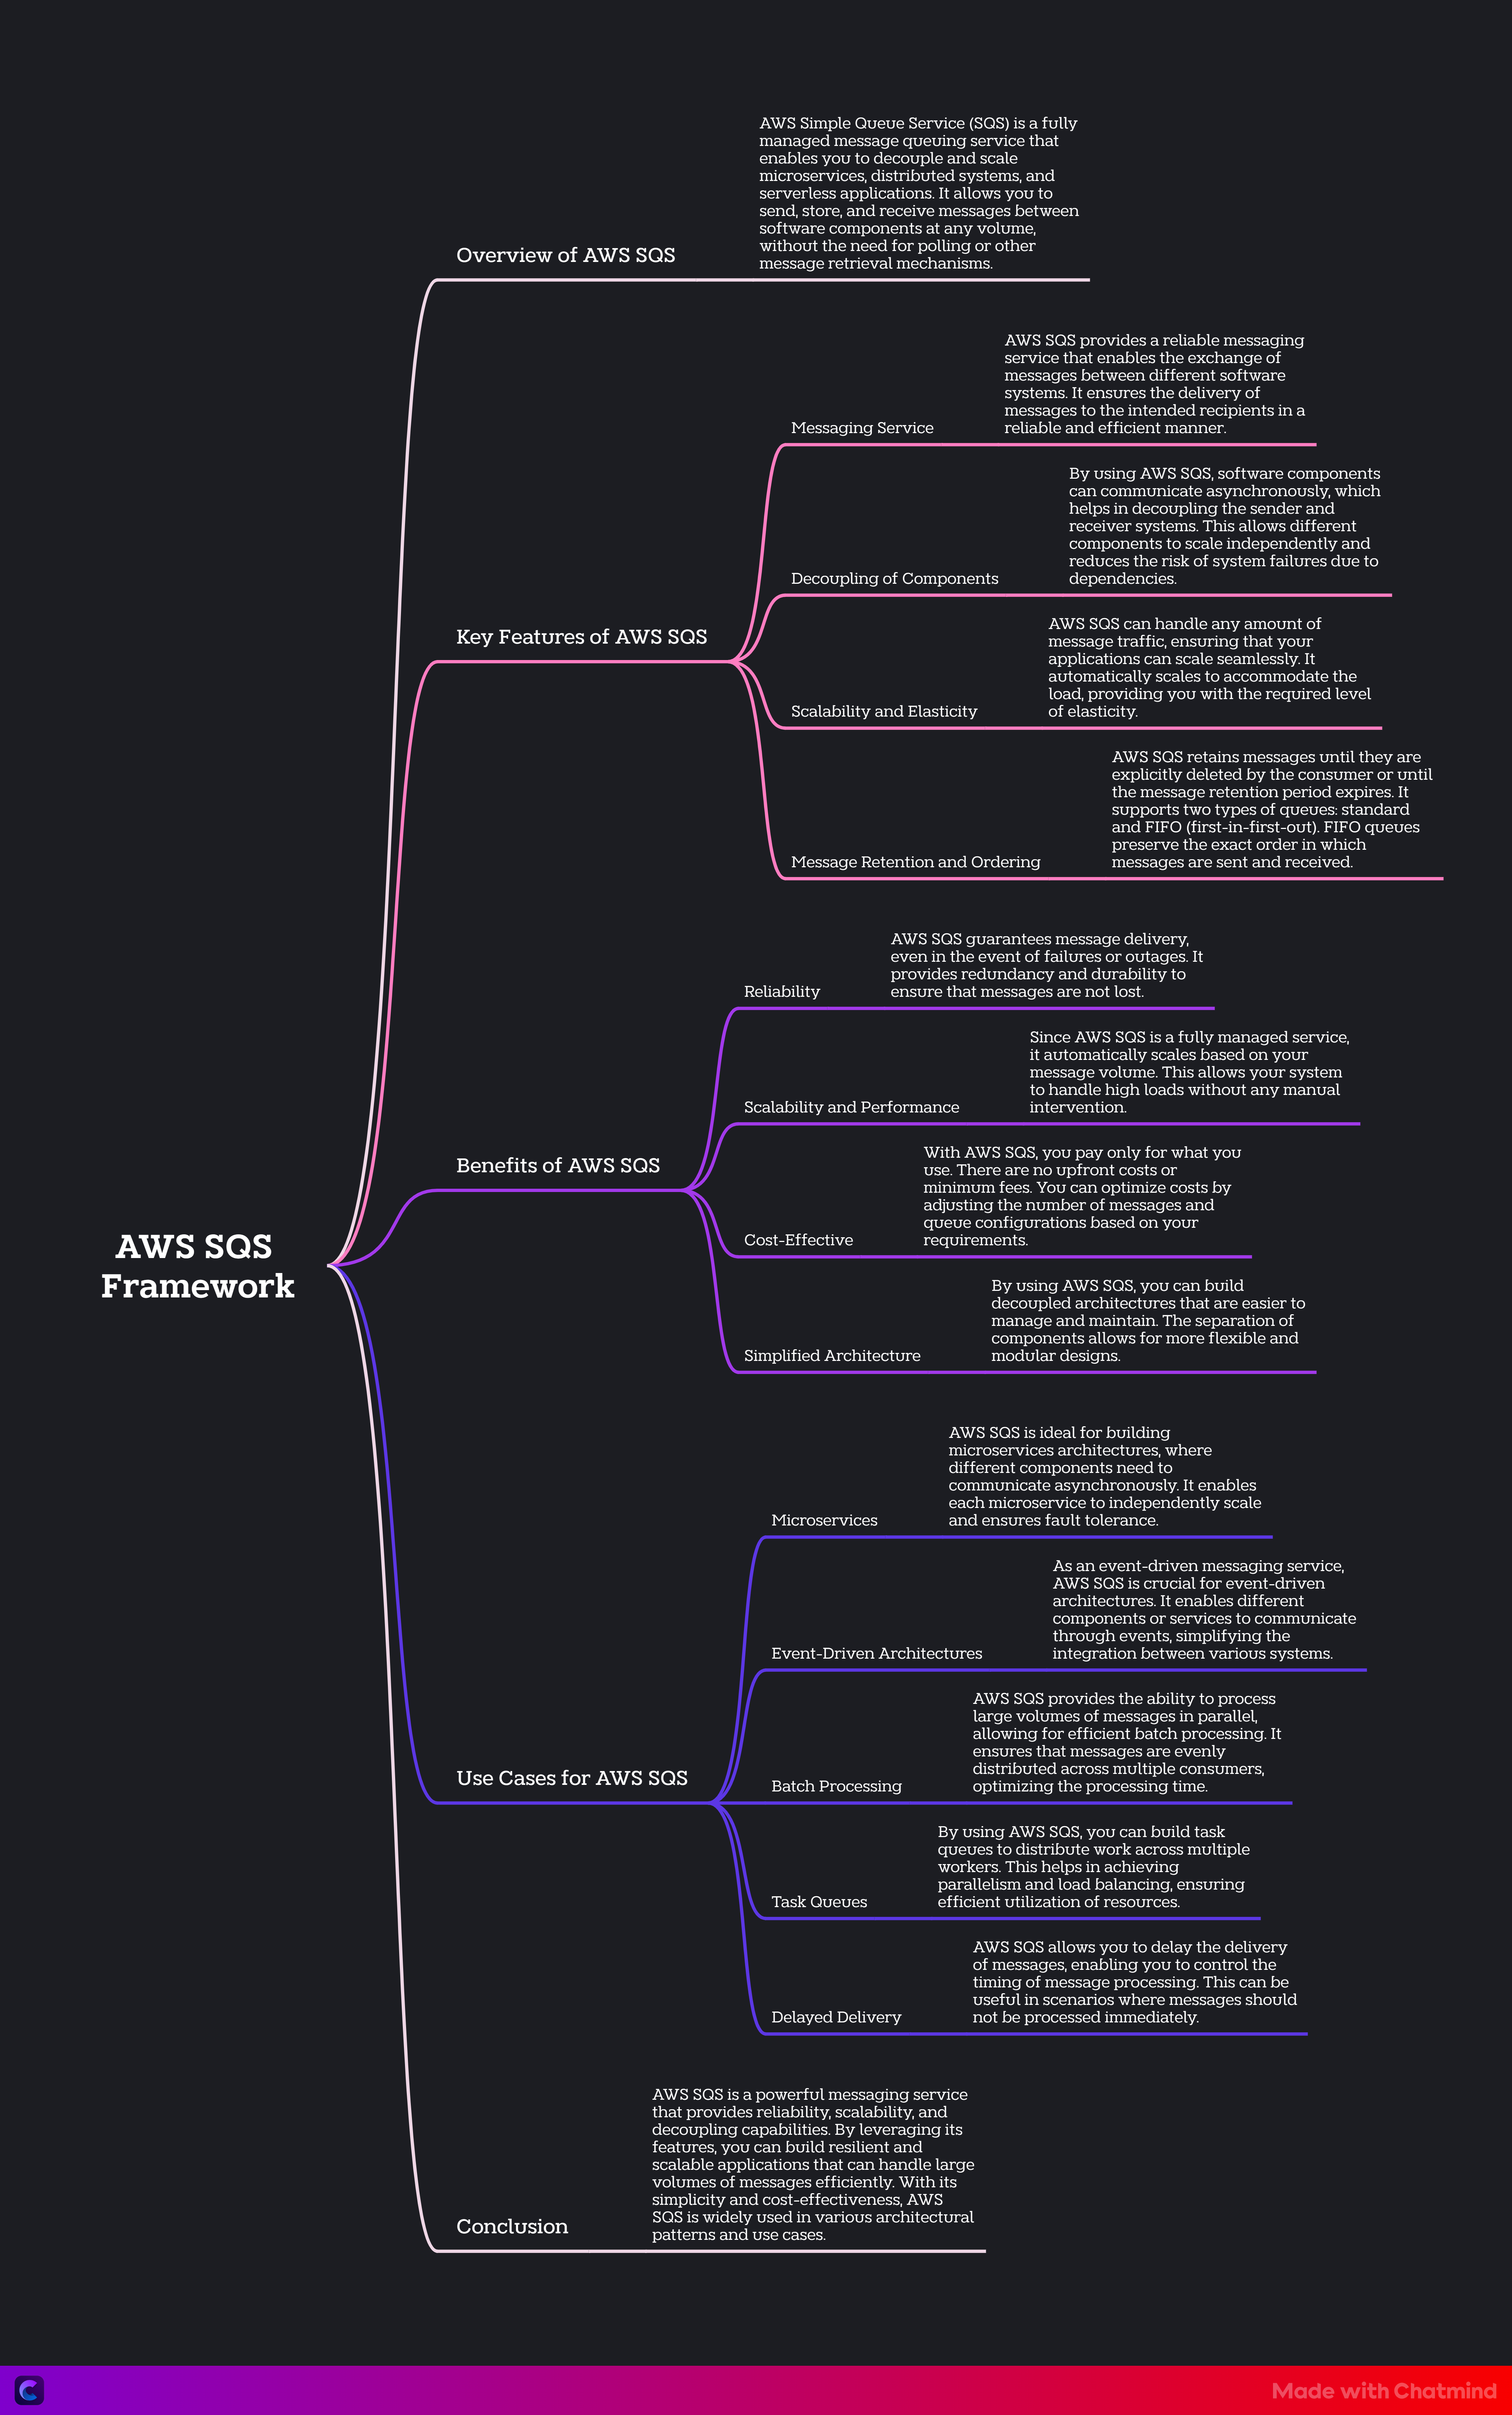 AWS SQS
Framework
Overview of AWS SQS
AWS Simple Queue Service (SQS) is a fully
managed message queuing service that
enables you to decouple and scale
microservices, distributed systems, and
serverless applications. It allows you to
send, store, and receive messages between
software components at any volume,
without the need for polling or other
message retrieval mechanisms.
Key Features of AWS SQS
Messaging Service
AWS SQS provides a reliable messaging
service that enables the exchange of
messages between different software
systems. It ensures the delivery of
messages to the intended recipients in a
reliable and efficient manner.
Decoupling of Components
By using AWS SQS, software components
can communicate asynchronously, which
helps in decoupling the sender and
receiver systems. This allows different
components to scale independently and
reduces the risk of system failures due to
dependencies.
Scalability and Elasticity
AWS SQS can handle any amount of
message traffic, ensuring that your
applications can scale seamlessly. It
automatically scales to accommodate the
load, providing you with the required level
of elasticity.
Message Retention and Ordering
AWS SQS retains messages until they are
explicitly deleted by the consumer or until
the message retention period expires. It
supports two types of queues: standard
and FIFO (first-in-first-out). FIFO queues
preserve the exact order in which
messages are sent and received.
Benefits of AWS SQS
Reliability
AWS SQS guarantees message delivery,
even in the event of failures or outages. It
provides redundancy and durability to
ensure that messages are not lost.
Scalability and Performance
Since AWS SQS is a fully managed service,
it automatically scales based on your
message volume. This allows your system
to handle high loads without any manual
intervention.
Cost-Effective
With AWS SQS, you pay only for what you
use. There are no upfront costs or
minimum fees. You can optimize costs by
adjusting the number of messages and
queue configurations based on your
requirements.
Simplified Architecture
By using AWS SQS, you can build
decoupled architectures that are easier to
manage and maintain. The separation of
components allows for more flexible and
modular designs.
Use Cases for AWS SQS
Microservices
AWS SQS is ideal for building
microservices architectures, where
different components need to
communicate asynchronously. It enables
each microservice to independently scale
and ensures fault tolerance.
Event-Driven Architectures
As an event-driven messaging service,
AWS SQS is crucial for event-driven
architectures. It enables different
components or services to communicate
through events, simplifying the
integration between various systems.
Batch Processing
AWS SQS provides the ability to process
large volumes of messages in parallel,
allowing for efficient batch processing. It
ensures that messages are evenly
distributed across multiple consumers,
optimizing the processing time.
Task Queues
By using AWS SQS, you can build task
queues to distribute work across multiple
workers. This helps in achieving
parallelism and load balancing, ensuring
efficient utilization of resources.
Delayed Delivery
AWS SQS allows you to delay the delivery
of messages, enabling you to control the
timing of message processing. This can be
useful in scenarios where messages should
not be processed immediately.
Conclusion
AWS SQS is a powerful messaging service
that provides reliability, scalability, and
decoupling capabilities. By leveraging its
features, you can build resilient and
scalable applications that can handle large
volumes of messages efficiently. With its
simplicity and cost-effectiveness, AWS
SQS is widely used in various architectural
patterns and use cases.
Made with Chatmind